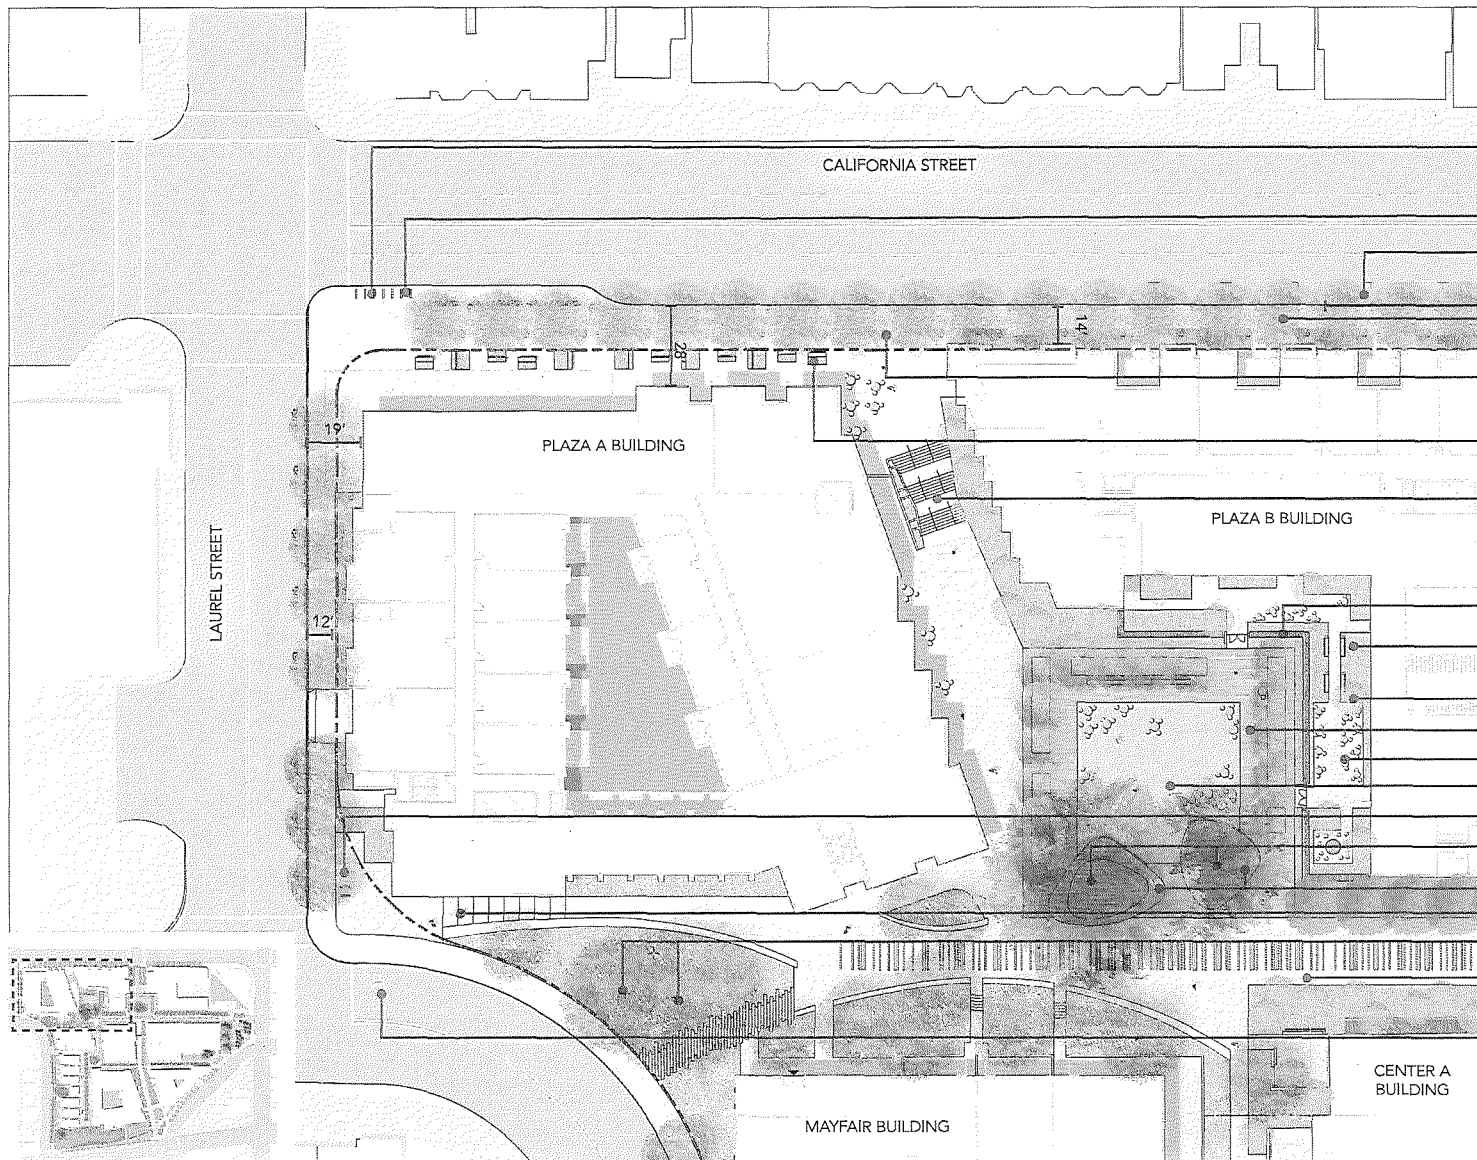 CALIFORNIA STREET
14'
28'
19'
PLAZA A BUILDING
PLAZA B BUILDING
LAUREL STREET
12'
CENTER A
BUILDING
MAYFAIR BUILDING